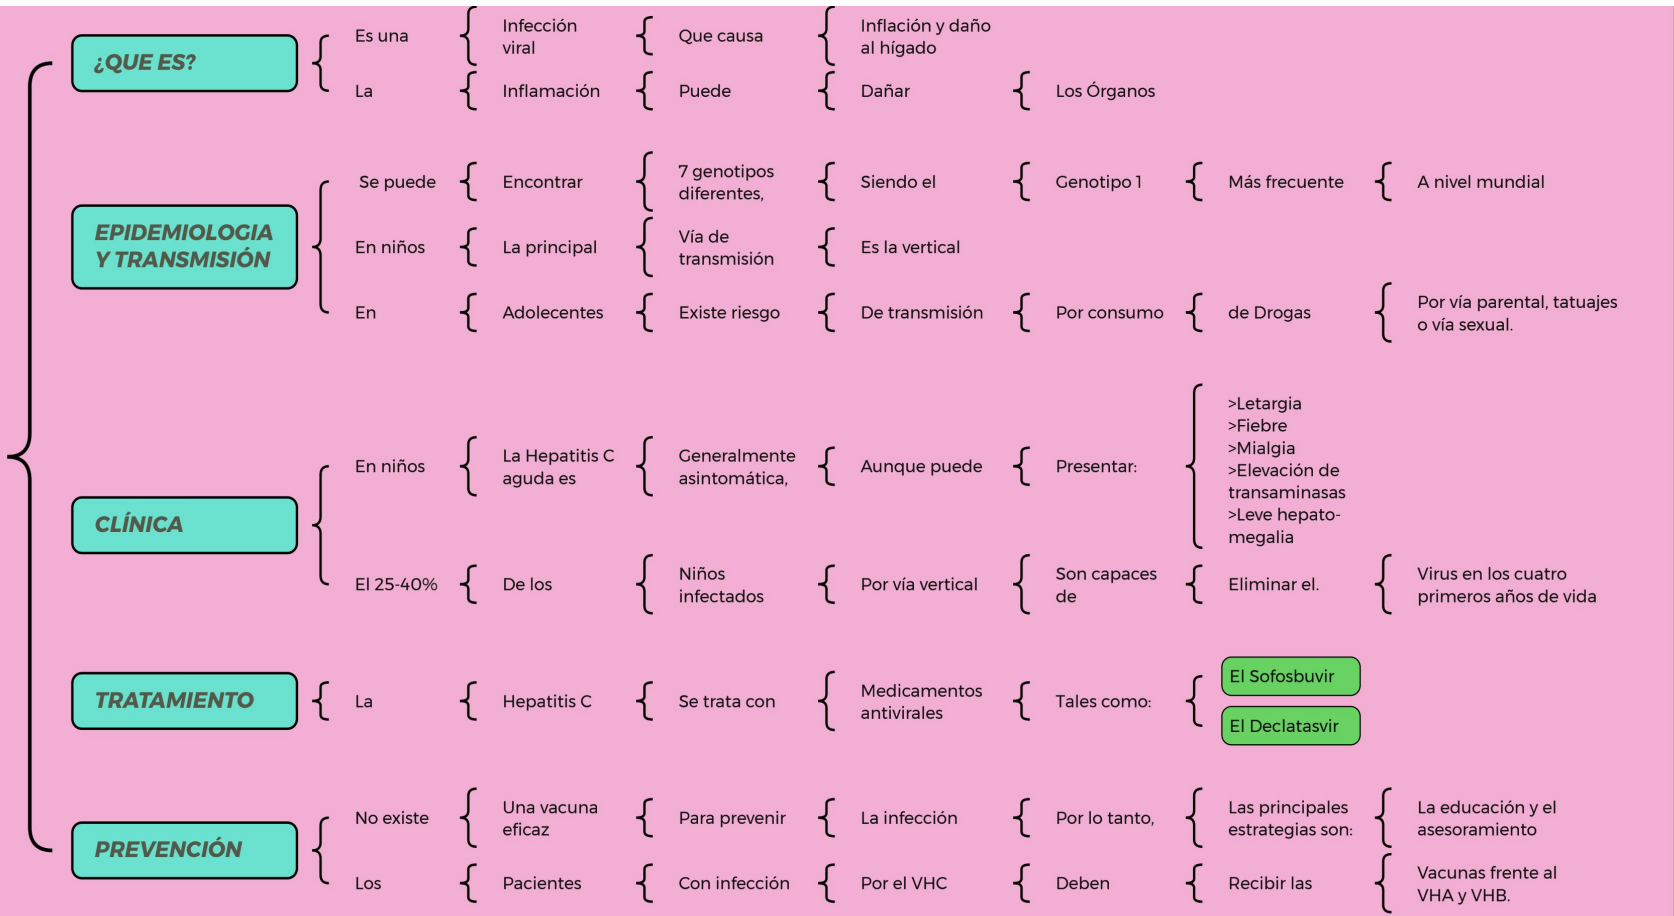 ¿QUE ES?
Es una
Infección
viral
Que causa
Inflación y daño
al hígado
La
Inflamación
Puede
Dañar
Los Órganos
EPIDEMIOLOGIA
Y TRANSMISIÓN
Se puede
Encontrar
7 genotipos
diferentes,
Siendo el
Genotipo 1
Más frecuente
A nivel mundial
En niños
La principal
Vía de
transmisión
Es la vertical
En
Adolecentes
Existe riesgo
De transmisión
Por consumo
de Drogas
Por vía parental, tatuajes
o vía sexual.
CLÍNICA
En niños
La Hepatitis C
aguda es
Generalmente
asintomática,
Aunque puede
Presentar:
>Letargia
>Fiebre
>Mialgia
>Elevación de
transaminasas
>Leve hepato-
megalia
El 25-40%
De los
Niños
infectados
Por vía vertical
Son capaces
de
Eliminar el.
Virus en los cuatro
primeros años de vida
TRATAMIENTO
La
Hepatitis C
Se trata con
Medicamentos
antivirales
Tales como:
El Sofosbuvir
El Declatasvir
PREVENCIÓN
No existe
Una vacuna
eficaz
Para prevenir
La infección
Por lo tanto,
Las principales
estrategias son:
La educación y el
asesoramiento
Los
Pacientes
Con infección
Por el VHC
Deben
Recibir las
Vacunas frente al
VHA y VHB.